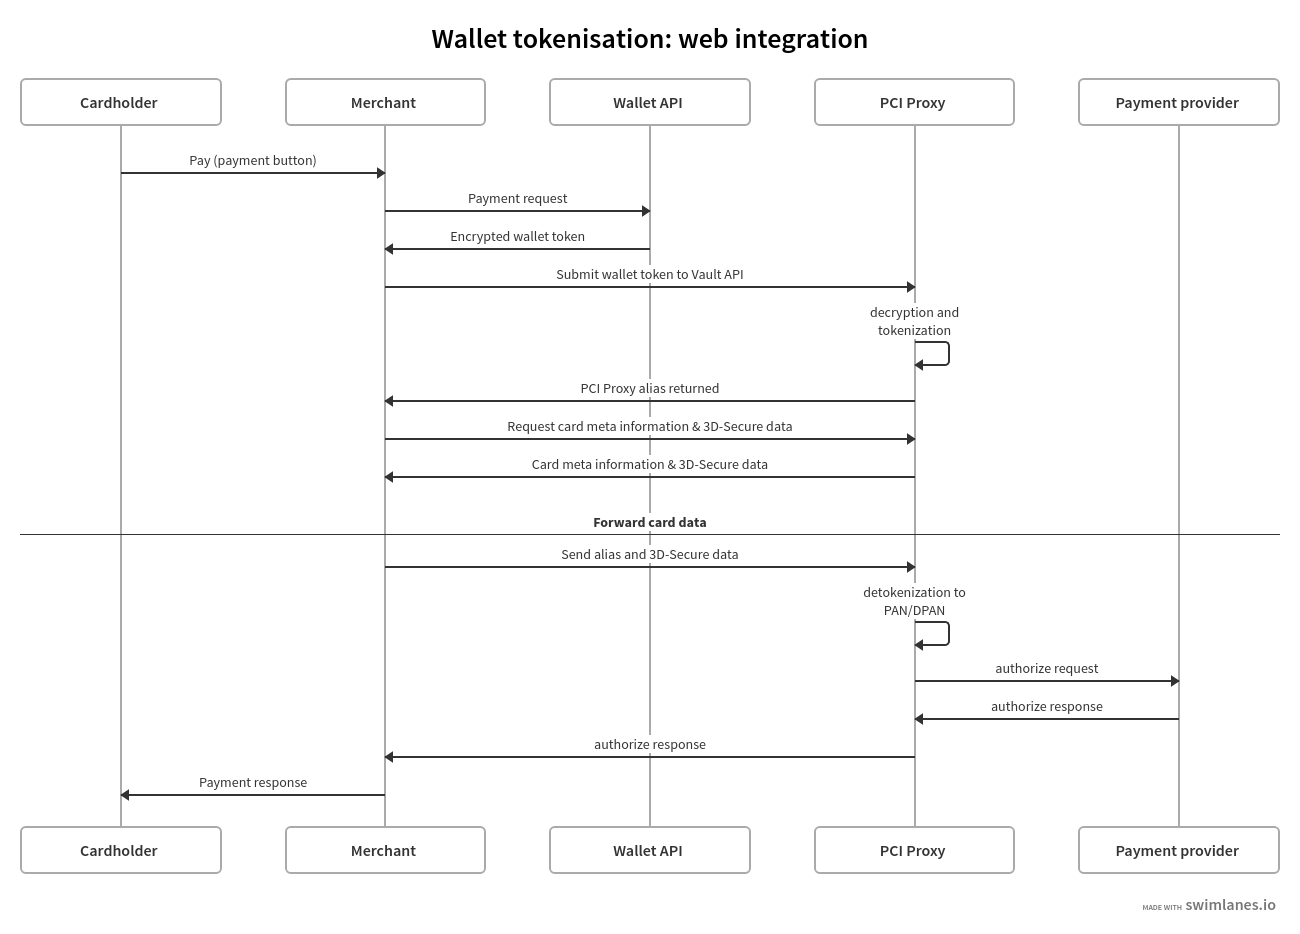 Wallet tokenisation: web integration
Cardholder
Merchant
Wallet API
PCI Proxy
Payment provider
Pay (payment button)
Payment request
Encrypted wallet token
Submit wallet token to Vault API
decryption and
tokenization
PCI Proxy alias returned
Request card meta information & 3D-Secure data
Card meta information & 3D-Secure data
Forward card data
Send alias and 3D-Secure data
detokenization to
PAN/DPAN
authorize request
authorize response
authorize response
Payment response
Cardholder
Merchant
Wallet API
PCI Proxy
Payment provider
MADE WITH swimlanes.io